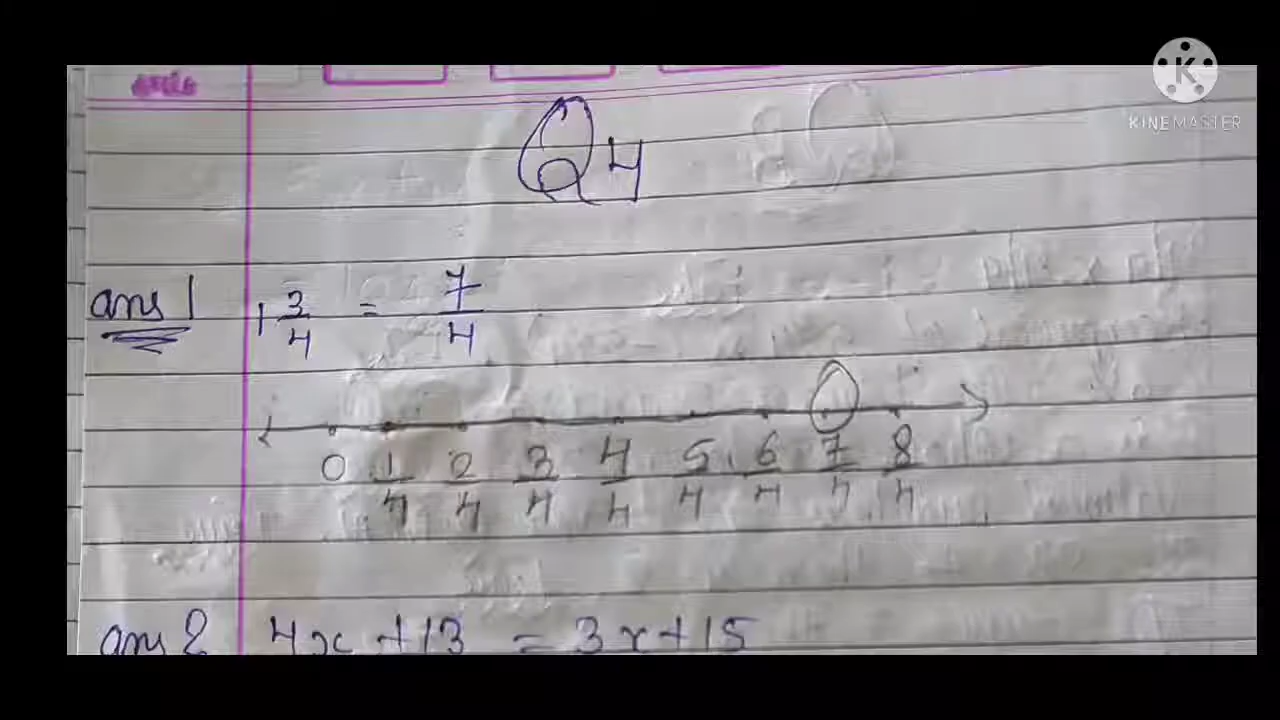 KINEMASTER
Q4
ans 1 1 3/4 = 7/4
0 1/4 2/4 3/4 4/4 5/4 6/4 7/4 8/4
ans 2 4x + 13 = 3x + 15